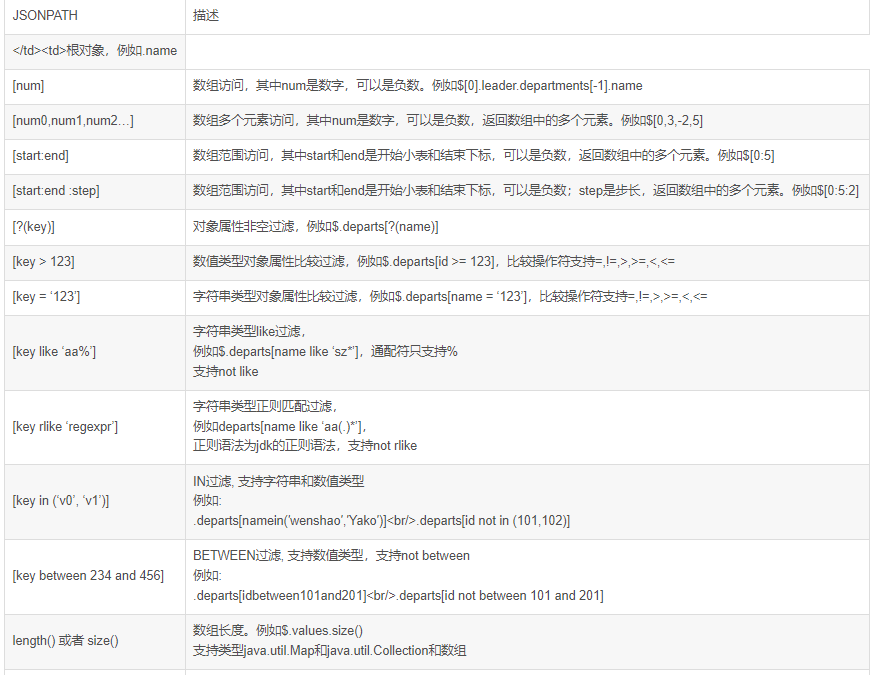 JSONPATH 描述
</td><td>根对象，例如.name
[num] 数组访问，其中num是数字，可以是负数。例如$[0].leader.departments[-1].name
[num0,num1,num2…] 数组多个元素访问，其中num是数字，可以是负数，返回数组中的多个元素。例如$[0,3,-2,5]
[start:end] 数组范围访问，其中start和end是开始小表和结束下标，可以是负数，返回数组中的多个元素。例如$[0:5]
[start:end :step] 数组范围访问，其中start和end是开始小表和结束下标，可以是负数；step是步长，返回数组中的多个元素。例如$[0:5:2]
[?(key)] 对象属性非空过滤，例如$.departs[?(name)]
[key > 123] 数值类型对象属性比较过滤，例如$.departs[id >= 123]，比较操作符支持=,!=,>,>=,<,<=
[key = ‘123’] 字符串类型对象属性比较过滤，例如$.departs[name = ‘123’]，比较操作符支持=,!=,>,>=,<,<=
[key like ‘aa%’] 字符串类型like过滤，
例如$.departs[name like ‘sz*’]，通配符只支持%
支持not like
[key rlike ‘regexpr’] 字符串类型正则匹配过滤，
例如departs[name like ‘aa(.)*’]，
正则语法为jdk的正则语法，支持not rlike
[key in (‘v0’, ‘v1’)] IN过滤, 支持字符串和数值类型
例如:
.departs[namein(′wenshao′,′Yako′)]<br/>.departs[id not in (101,102)]
[key between 234 and 456] BETWEEN过滤, 支持数值类型，支持not between
例如:
.departs[idbetween101and201]<br/>.departs[id not between 101 and 201]
length() 或者 size() 数组长度。例如$.values.size()
支持类型java.util.Map和java.util.Collection和数组